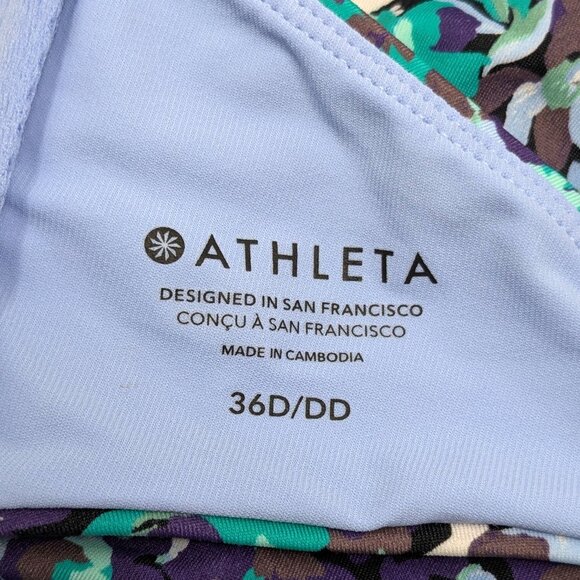 ATHLETA
DESIGNED IN SAN FRANCISCO
CONÇU À SAN FRANCISCO
MADE IN CAMBODIA
36D/DD